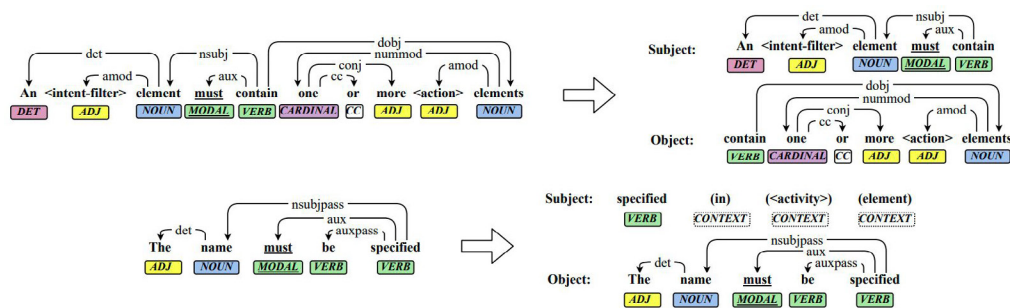 dobj
det nsubj nummod
conj
amod aux cc amod
An <intent-filter> element must contain one or more <action> elements
DET ADJ NOUN MODAL VERB CARDINAL CC ADJ ADJ NOUN
det nsubj
amod aux
Subject: An <intent-filter> element must contain
DET ADJ NOUN MODAL VERB
dobj
nummod
conj
cc amod
Object: contain one or more <action> elements
VERB CARDINAL CC ADJ ADJ NOUN
nsubjpass
aux
det auxpass
The name must be specified
ADJ NOUN MODAL VERB VERB
Subject: specified (in) (<activity>) (element)
VERB CONTEXT CONTEXT CONTEXT
nsubjpass
aux
det auxpass
Object: The name must be specified
ADJ NOUN MODAL VERB VERB